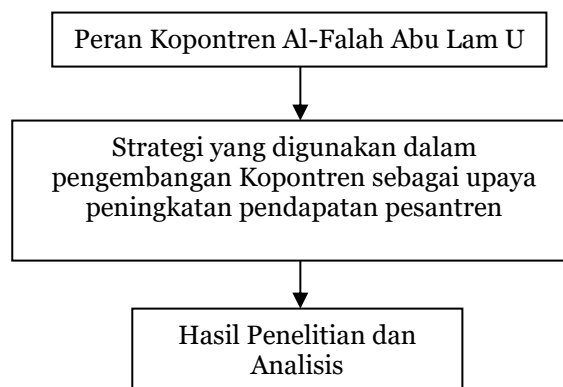 Peran Kopontren Al-Falah Abu Lam U
Strategi yang digunakan dalam
pengembangan Kopontren sebagai upaya
peningkatan pendapatan pesantren
Hasil Penelitian dan
Analisis